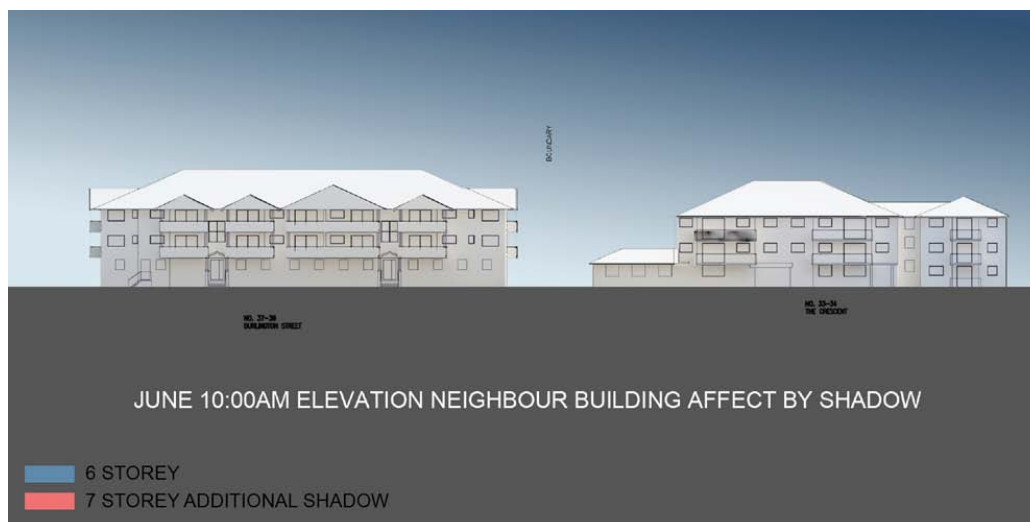 BOUNDARY
NO. 37-39
BURLINGTON STREET
NO. 33-34
THE CRESCENT
JUNE 10:00AM ELEVATION NEIGHBOUR BUILDING AFFECT BY SHADOW
6 STOREY
7 STOREY ADDITIONAL SHADOW